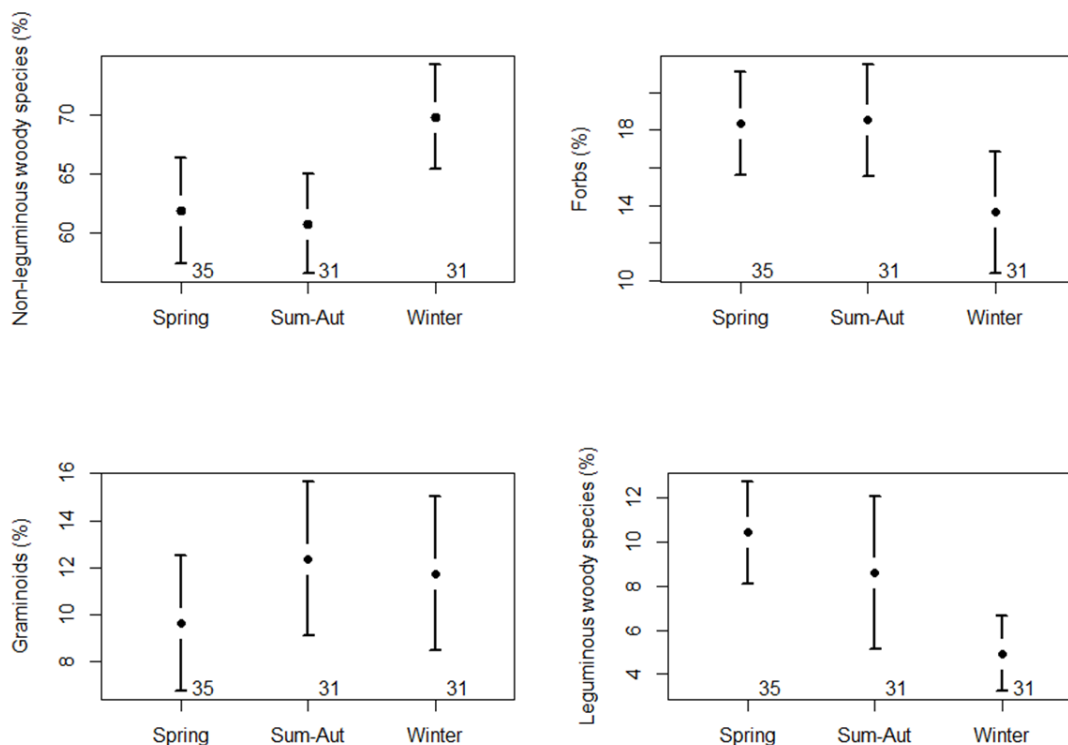 Non-leguminous woody species (%)
70
65
60
35
31
31
Spring
Sum-Aut
Winter
Forbs (%)
18
14
10
35
31
31
Spring
Sum-Aut
Winter
Graminoids (%)
16
14
12
10
8
35
31
31
Spring
Sum-Aut
Winter
Leguminous woody species (%)
12
10
8
6
4
35
31
31
Spring
Sum-Aut
Winter